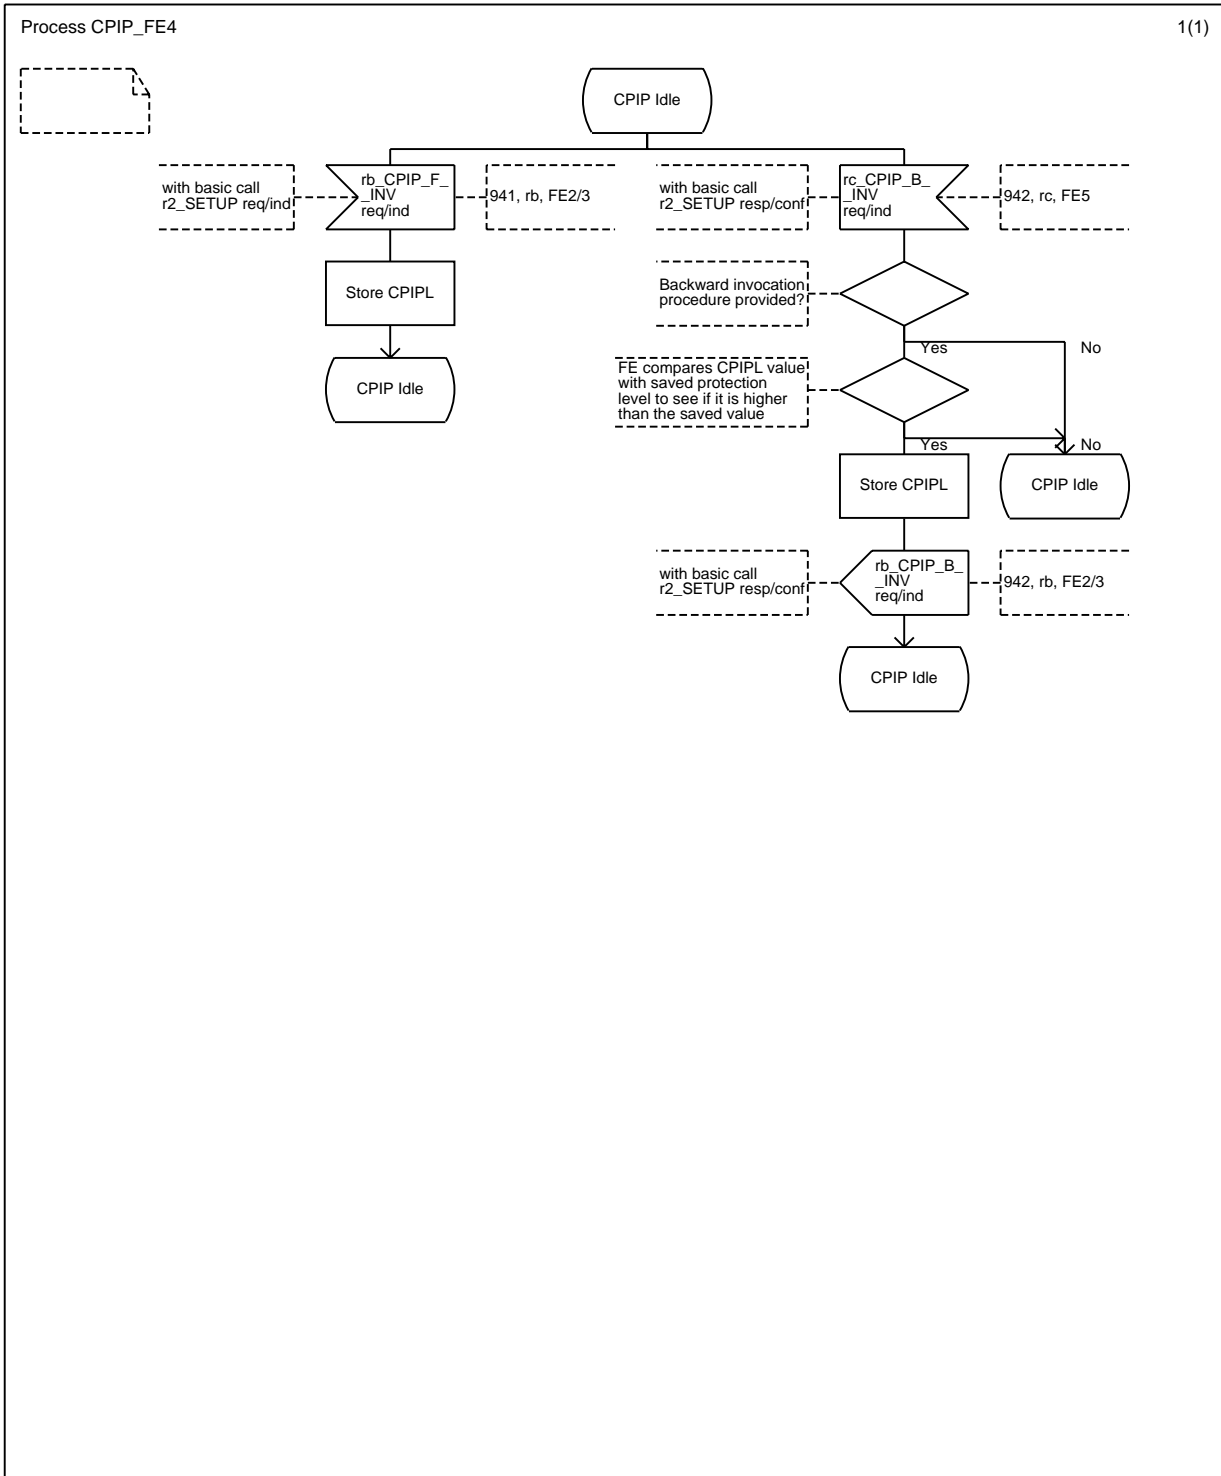 Process CPIP_FE4
1(1)
CPIP Idle
with basic call
r2_SETUP req/ind
rb_CPIP_F_
_INV
req/ind
941, rb, FE2/3
with basic call
r2_SETUP resp/conf
rc_CPIP_B_
_INV
req/ind
942, rc, FE5
Store CPIPL
CPIP Idle
Backward invocation
procedure provided?
Yes
No
FE compares CPIPL value
with saved protection
level to see if it is higher
than the saved value
Yes
No
Store CPIPL
CPIP Idle
with basic call
r2_SETUP resp/conf
rb_CPIP_B_
_INV
req/ind
942, rb, FE2/3
CPIP Idle